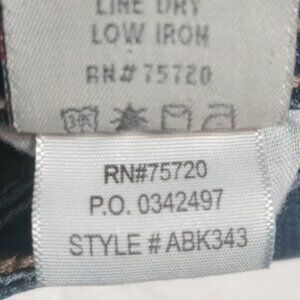 LINE DRY
LOW IRON
RN#75720
RN#75720
P.O. 0342497
STYLE # ABK343